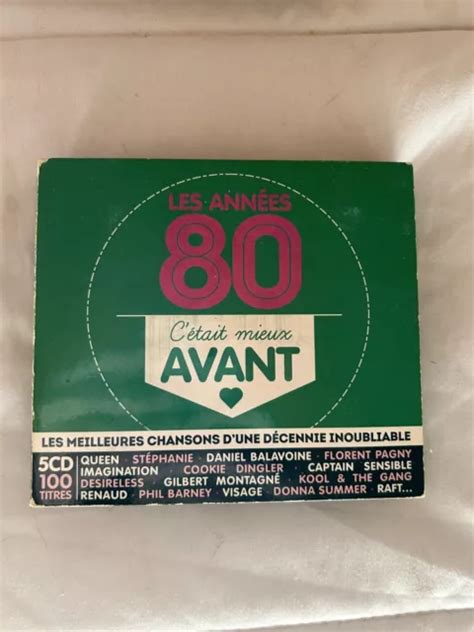 LES ANNÉES
80
C'était mieux
AVANT
LES MEILLEURES CHANSONS D'UNE DÉCENNIE INOUBLIABLE
5CD
100
TITRES
QUEEN · STÉPHANIE · DANIEL BALAVOINE · FLORENT PAGNY
IMAGINATION · COOKIE DINGLER · CAPTAIN SENSIBLE
DESIRELESS · GILBERT MONTAGNÉ · KOOL & THE GANG
RENAUD · PHIL BARNEY · VISAGE · DONNA SUMMER · RAFT...